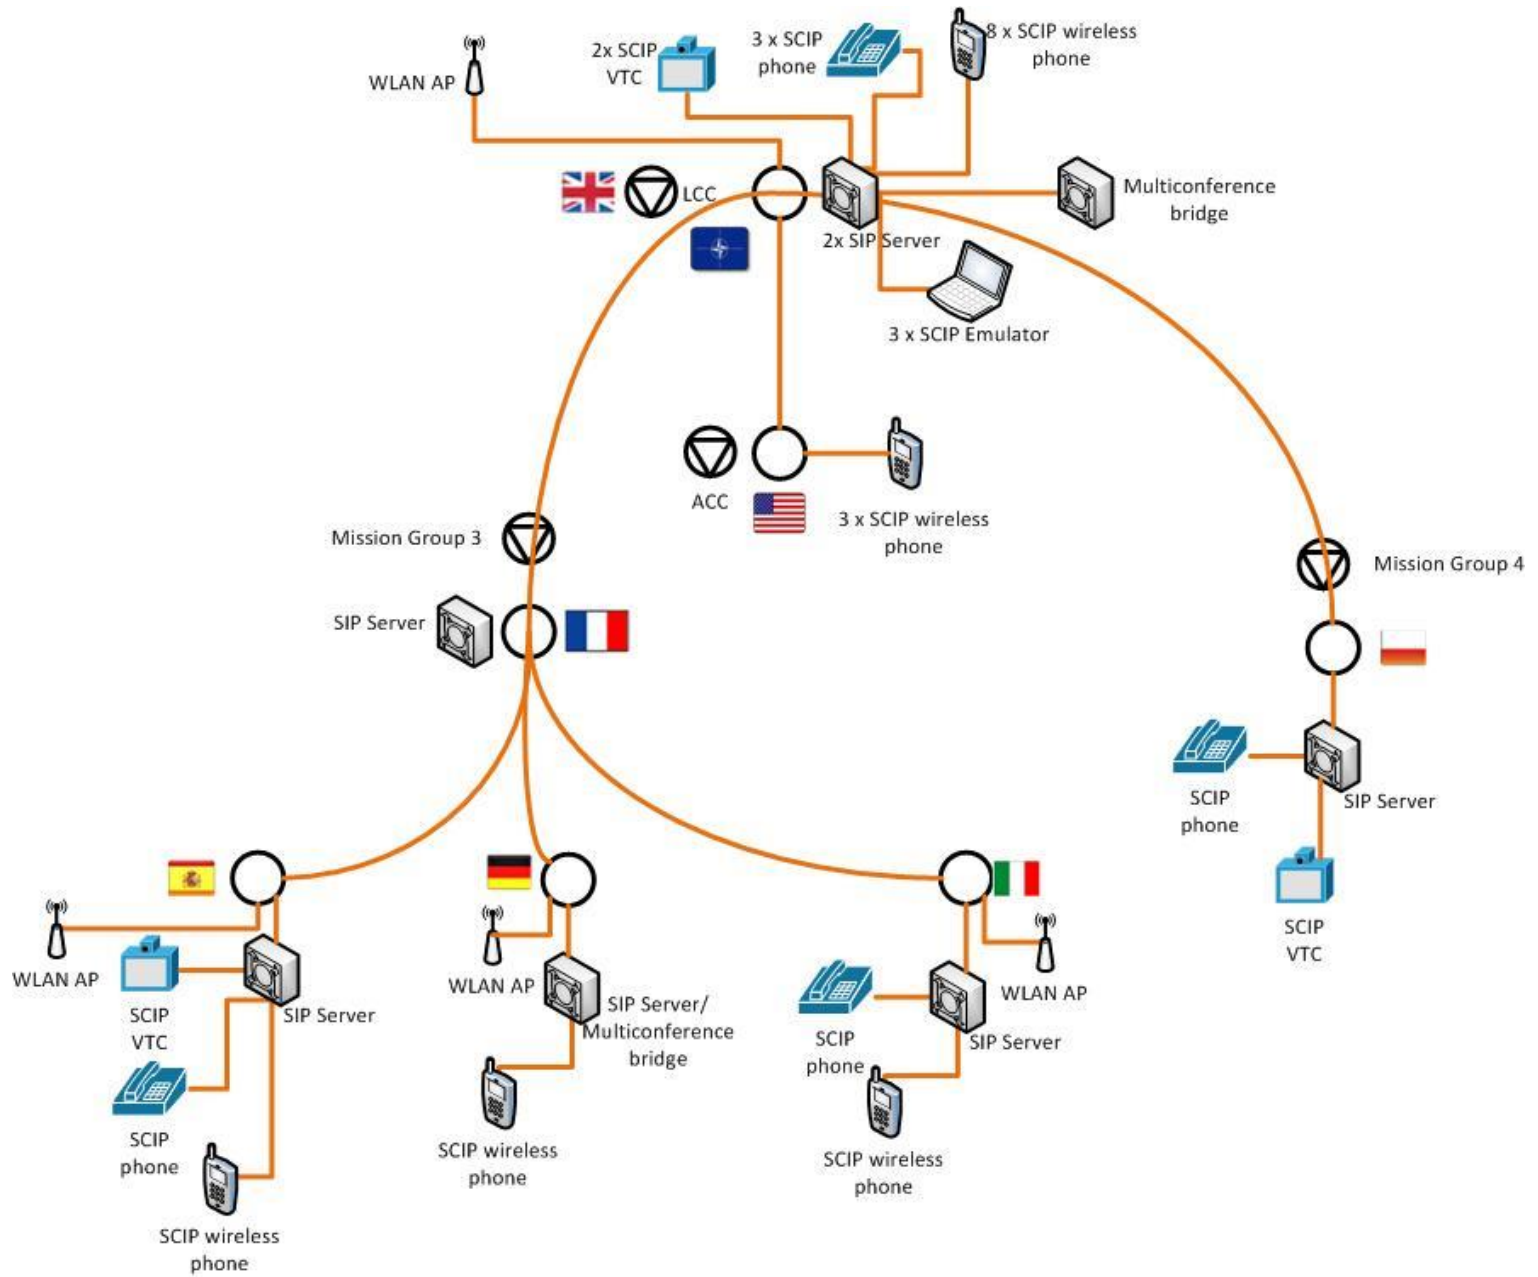 WLAN AP
2x SCIP
VTC
3 x SCIP
phone
8 x SCIP wireless
phone
LCC
2x SIP Server
Multiconference
bridge
3 x SCIP Emulator
ACC
3 x SCIP wireless
phone
Mission Group 3
SIP Server
Mission Group 4
SCIP
phone
SIP Server
SCIP
VTC
WLAN AP
SCIP
VTC
SIP Server
SCIP
phone
SCIP wireless
phone
WLAN AP
SIP Server/
Multiconference
bridge
SCIP wireless
phone
SCIP
phone
SIP Server
WLAN AP
SCIP wireless
phone